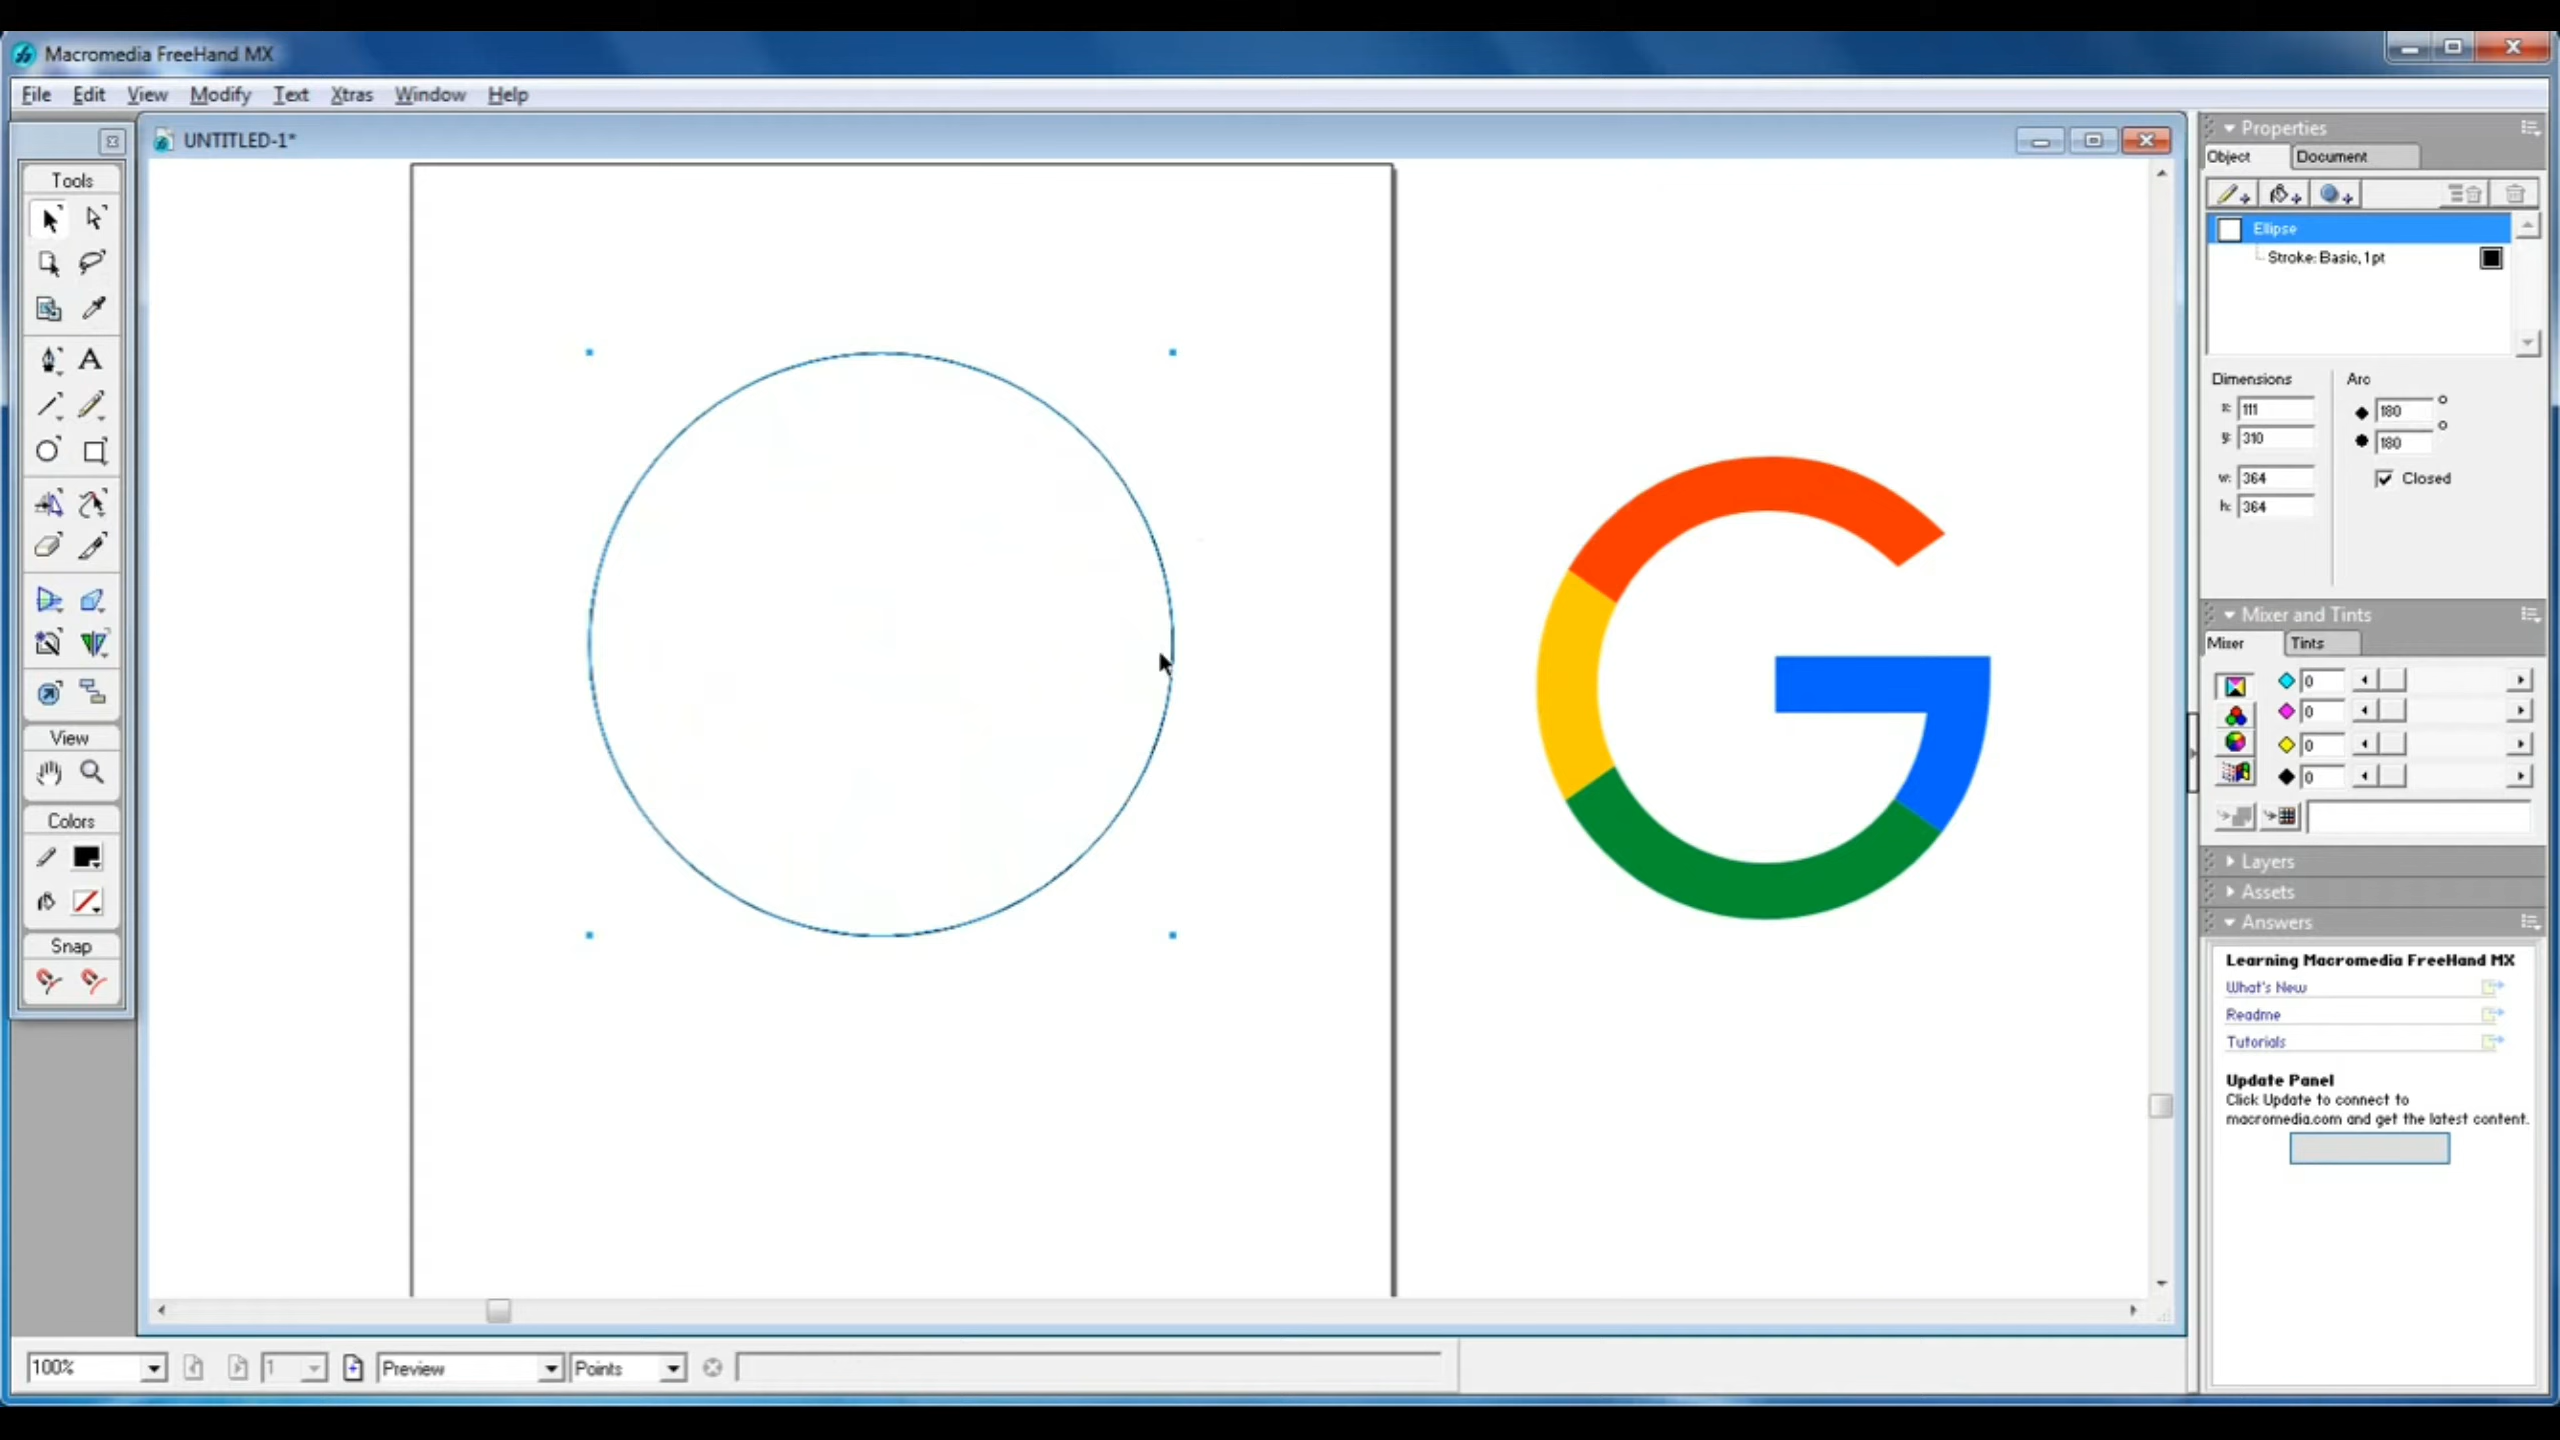 Macromedia FreeHand MX
File Edit View Modify Text Xtras Window Help
UNTITLED-1*
Tools
View
Colors
Snap
Properties
Object Document
Ellipse
Stroke: Basic, 1pt
Dimensions Arc
x: 111 180
y: 310 180
w: 364 Closed
h: 364
Mixer and Tints
Mixer Tints
0
0
0
0
Layers
Assets
Answers
Learning Macromedia FreeHand MX
What's New
Readme
Tutorials
Update Panel
Click Update to connect to
macromedia.com and get the latest content.
100% 1 Preview Points